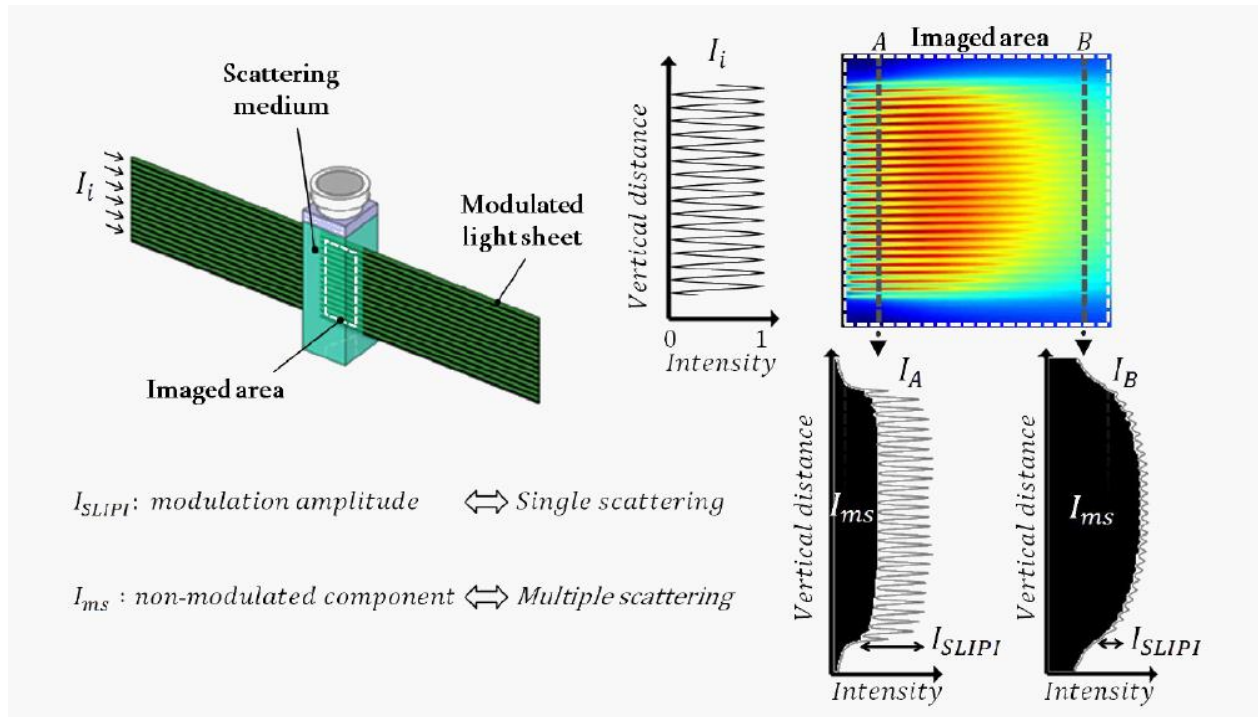 Scattering
medium
I_i
Modulated
light sheet
Imaged area
I_i
Vertical distance
0 1
Intensity
A Imaged area B
I_A
Vertical distance
I_ms
I_SLIPI
Intensity
I_B
Vertical distance
I_ms
I_SLIPI
Intensity
I_SLIPI: modulation amplitude ⇔ Single scattering
I_ms : non-modulated component ⇔ Multiple scattering